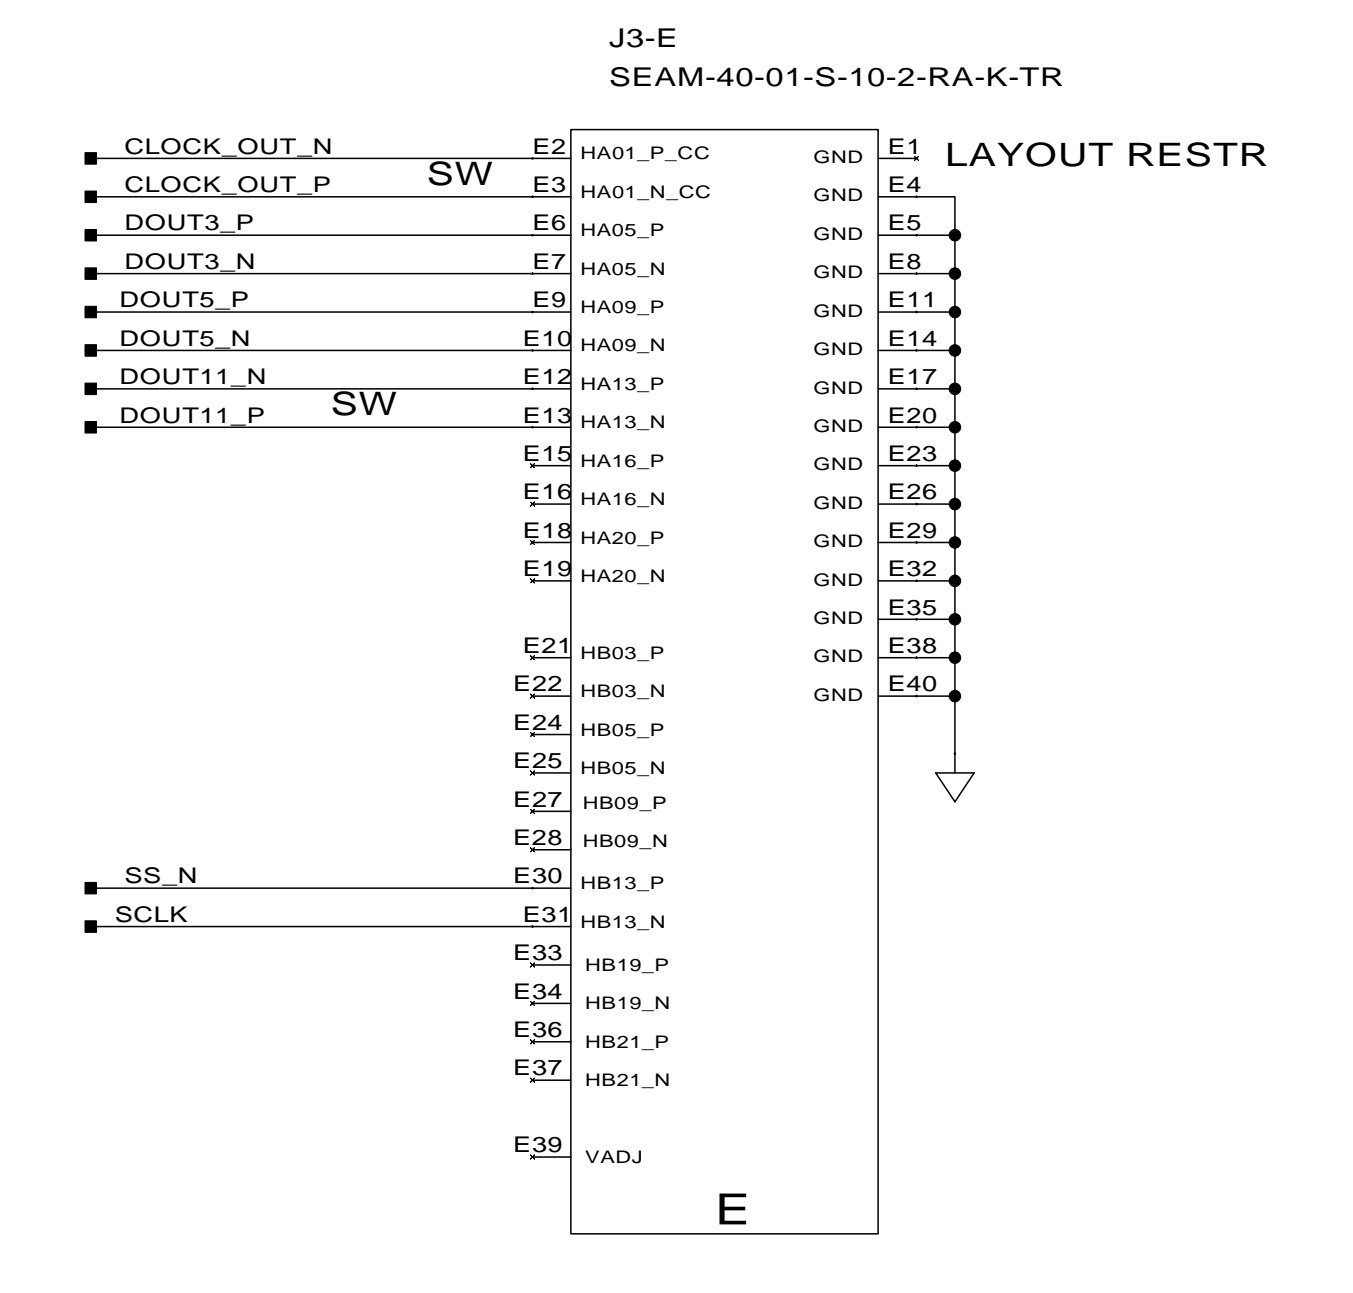 J3-E
SEAM-40-01-S-10-2-RA-K-TR
CLOCK_OUT_N E2 HA01_P_CC GND E1 LAYOUT RESTR
SW
CLOCK_OUT_P E3 HA01_N_CC GND E4
DOUT3_P E6 HA05_P GND E5
DOUT3_N E7 HA05_N GND E8
DOUT5_P E9 HA09_P GND E11
DOUT5_N E10 HA09_N GND E14
DOUT11_N E12 HA13_P GND E17
SW
DOUT11_P E13 HA13_N GND E20
E15 HA16_P GND E23
E16 HA16_N GND E26
E18 HA20_P GND E29
E19 HA20_N GND E32
GND E35
E21 HB03_P GND E38
E22 HB03_N GND E40
E24 HB05_P
E25 HB05_N
E27 HB09_P
E28 HB09_N
SS_N E30 HB13_P
SCLK E31 HB13_N
E33 HB19_P
E34 HB19_N
E36 HB21_P
E37 HB21_N
E39 VADJ
E